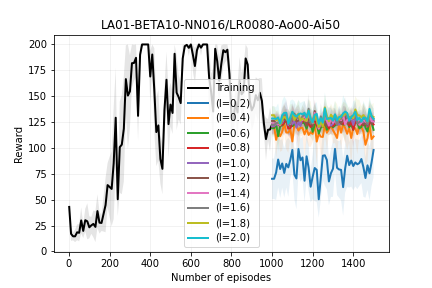 LA01-BETA10-NN016/LR0080-Ao00-Ai50
Reward
200
175
150
125
100
75
50
25
0
Training
(l=0.2)
(l=0.4)
(l=0.6)
(l=0.8)
(l=1.0)
(l=1.2)
(l=1.4)
(l=1.6)
(l=1.8)
(l=2.0)
0 200 400 600 800 1000 1200 1400
Number of episodes